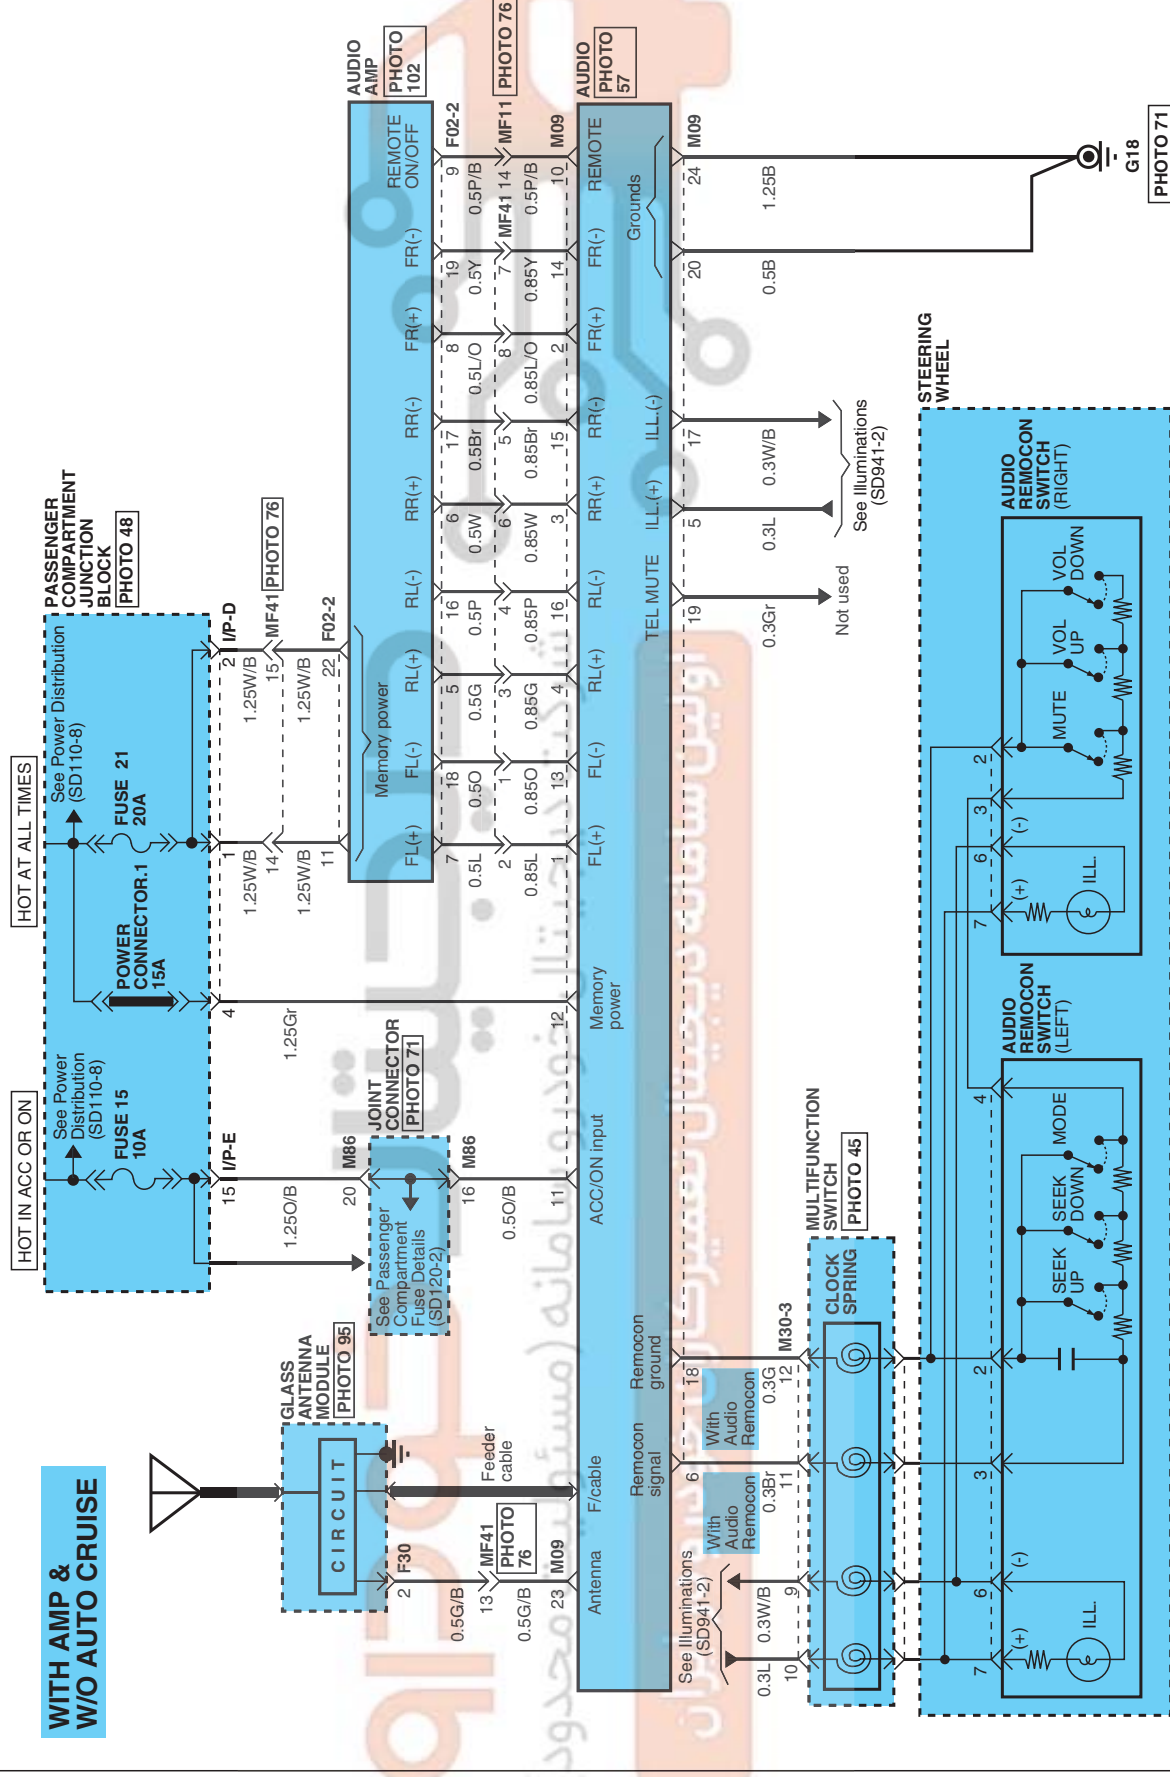 WITH AMP &
W/O AUTO CRUISE
HOT IN ACC OR ON
HOT AT ALL TIMES
See Power
Distribution
(SD110-8)
FUSE 15
10A
POWER
CONNECTOR.1
15A
See Power Distribution
(SD110-8)
FUSE 21
20A
PASSENGER
COMPARTMENT
JUNCTION
BLOCK
PHOTO 48
15
I/P-E
4
1
2
I/P-D
1.25O/B
1.25Gr
1.25W/B
1.25W/B
14
15
MF41
PHOTO 76
1.25W/B
1.25W/B
11
22
F02-2
GLASS
ANTENNA
MODULE
PHOTO 95
CIRCUIT
20
M86
JOINT
CONNECTOR
PHOTO 71
See Passenger
Compartment
Fuse Details
(SD120-2)
16
M86
0.5O/B
Memory power
AUDIO
AMP
PHOTO
102
FL(+)
FL(-)
RL(+)
RL(-)
RR(+)
RR(-)
FR(+)
FR(-)
REMOTE
ON/OFF
7
18
5
16
6
17
8
19
9
F02-2
0.5L
0.5O
0.5G
0.5P
0.5W
0.5Br
0.5L/O
0.5Y
0.5P/B
2
1
3
4
6
5
8
7
MF41
14
MF11
PHOTO 76
0.85L
0.85O
0.85G
0.85P
0.85W
0.85Br
0.85L/O
0.85Y
0.5P/B
1
13
4
16
3
15
2
14
10
M09
2
F30
0.5G/B
13
MF41
PHOTO
76
0.5G/B
23
M09
Feeder
cable
11
12
AUDIO
PHOTO
57
Antenna
F/cable
ACC/ON input
Memory
power
FL(+)
FL(-)
RL(+)
RL(-)
RR(+)
RR(-)
FR(+)
FR(-)
REMOTE
Remocon
signal
Remocon
ground
TEL MUTE
ILL.(+)
ILL.(-)
Grounds
6
18
19
5
17
20
24
M09
With
Audio
Remocon
With
Audio
Remocon
0.3Gr
0.3L
0.3W/B
0.5B
1.25B
Not used
See Illuminations
(SD941-2)
G18
PHOTO 71
See Illuminations
(SD941-2)
0.3L
0.3W/B
0.3Br
0.3G
10
9
11
12
M30-3
MULTIFUNCTION
SWITCH
PHOTO 45
CLOCK
SPRING
STEERING
WHEEL
7
6
3
2
4
AUDIO
REMOCON
SWITCH
(LEFT)
(+)
(-)
ILL.
SEEK
UP
SEEK
DOWN
MODE
7
6
3
2
AUDIO
REMOCON
SWITCH
(RIGHT)
(+)
(-)
ILL.
MUTE
VOL
UP
VOL
DOWN